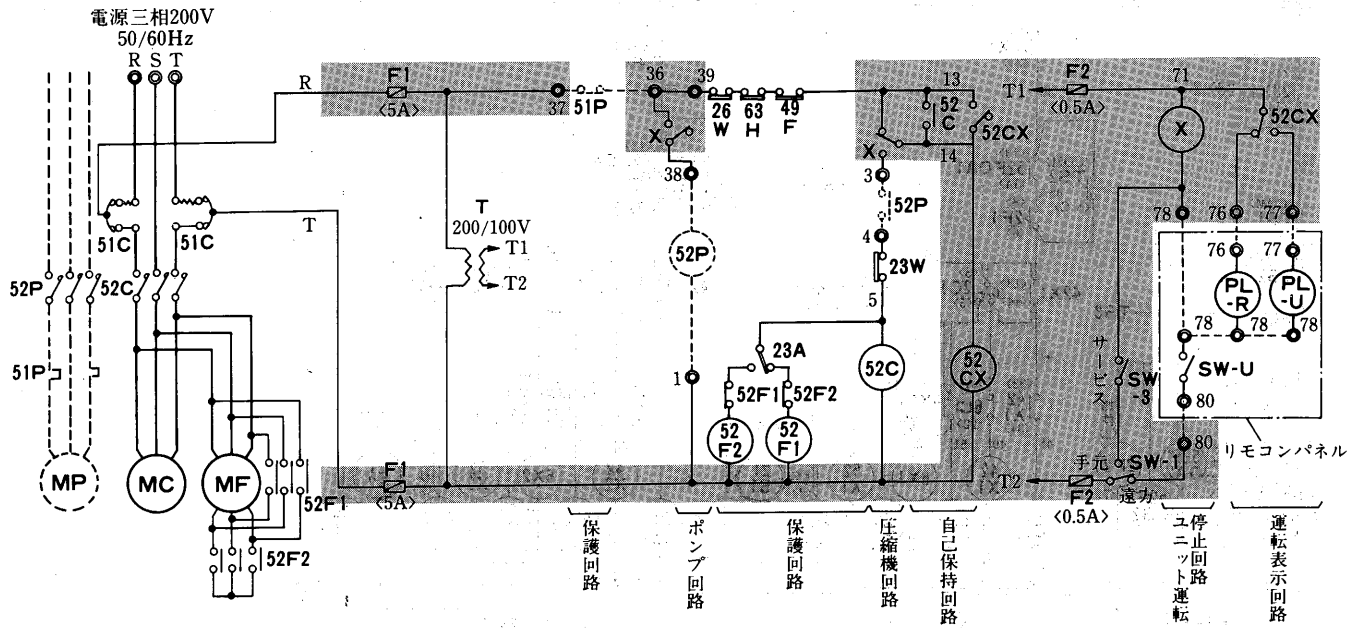 電源三相200V
50/60Hz
R S T
R
F1
〈5A〉
37
51P
36
39
26
W
63
H
49
F
X
38
13
52
C
52CX
14
X
3
T1
F2
〈0.5A〉
71
X
52CX
78
76
77
51C
51C
T
T
200/100V
T1
T2
52P
52P
4
23W
5
76
77
PL
-R
PL
-U
78
78
78
52P
52C
51P
1
23A
52F1
52F2
52
F2
52
F1
52C
52
CX
サービス
SW
-3
SW-U
80
80
リモコンパネル
MP
MC
MF
52F1
52F2
F1
〈5A〉
T2
F2
〈0.5A〉
手元
SW-1
遠方
保護回路
ポンプ回路
保護回路
圧縮機回路
自己保持回路
ユニット運転
停止回路
運転表示回路